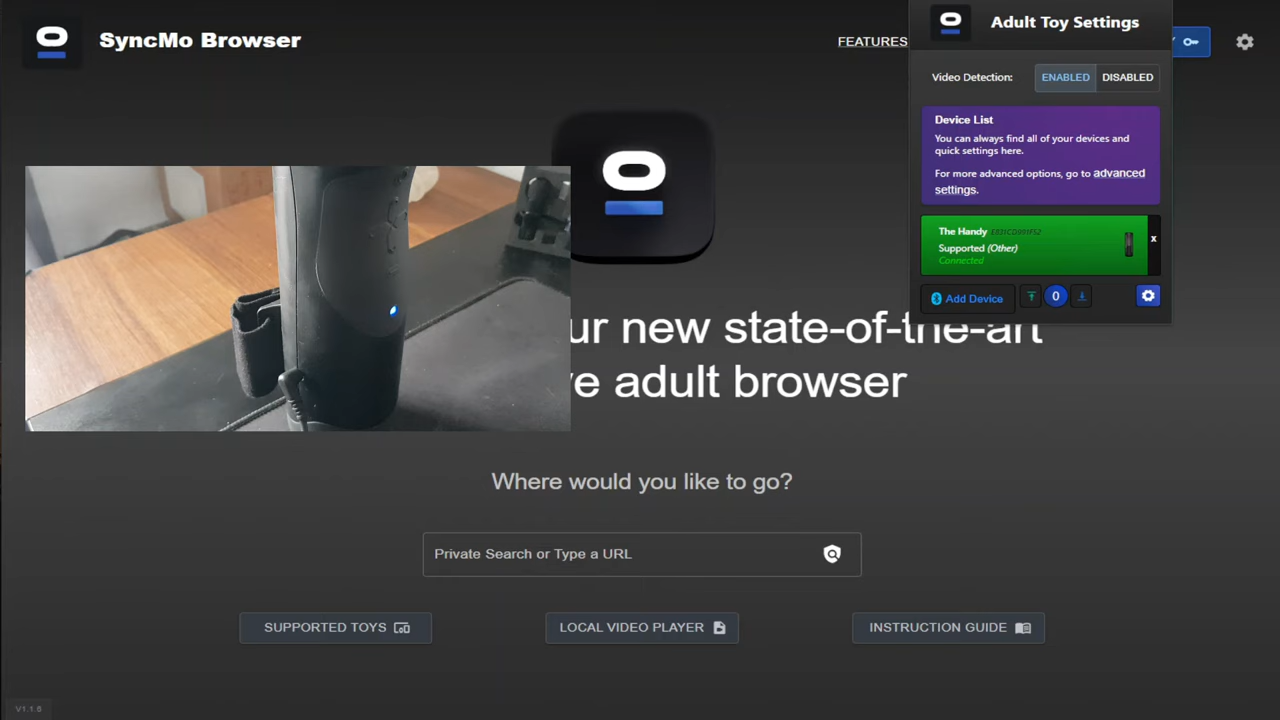 SyncMo Browser
FEATURES
Adult Toy Settings
Video Detection:
ENABLED
DISABLED
Device List
You can always find all of your devices and
quick settings here.
For more advanced options, go to advanced
settings.
The Handy
Supported (Other)
Connected
x
Add Device
0
ur new state-of-the-art
ve adult browser
Where would you like to go?
Private Search or Type a URL
SUPPORTED TOYS
LOCAL VIDEO PLAYER
INSTRUCTION GUIDE